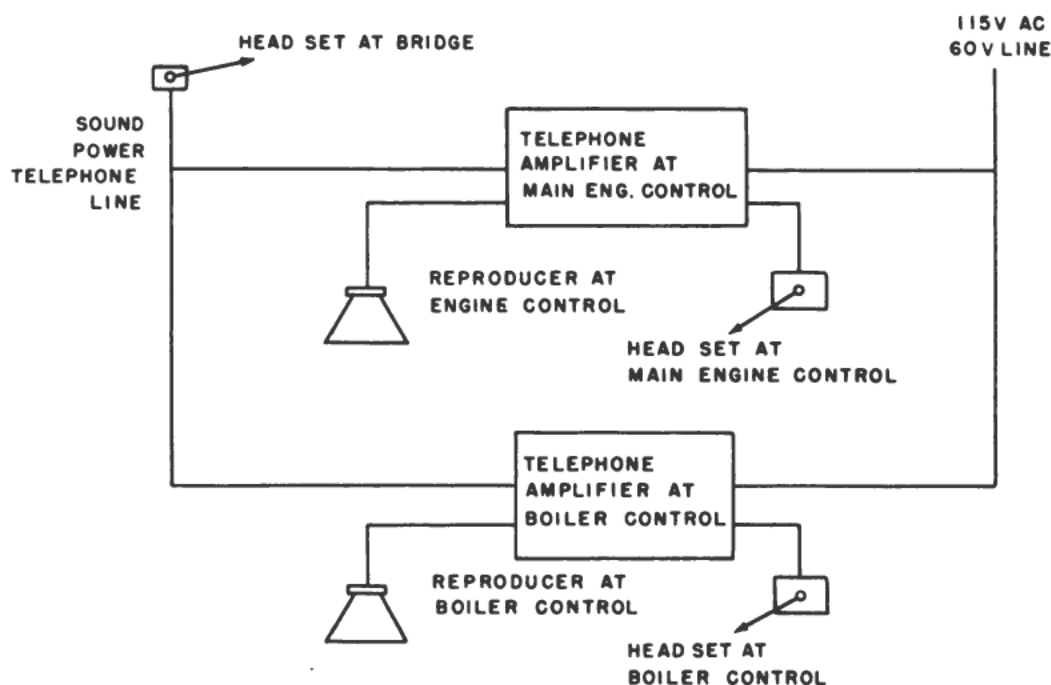 HEAD SET AT BRIDGE
115V AC
60V LINE
SOUND
POWER
TELEPHONE
LINE
TELEPHONE
AMPLIFIER AT
MAIN ENG. CONTROL
REPRODUCER AT
ENGINE CONTROL
HEAD SET AT
MAIN ENGINE CONTROL
TELEPHONE
AMPLIFIER AT
BOILER CONTROL
REPRODUCER AT
BOILER CONTROL
HEAD SET AT
BOILER CONTROL